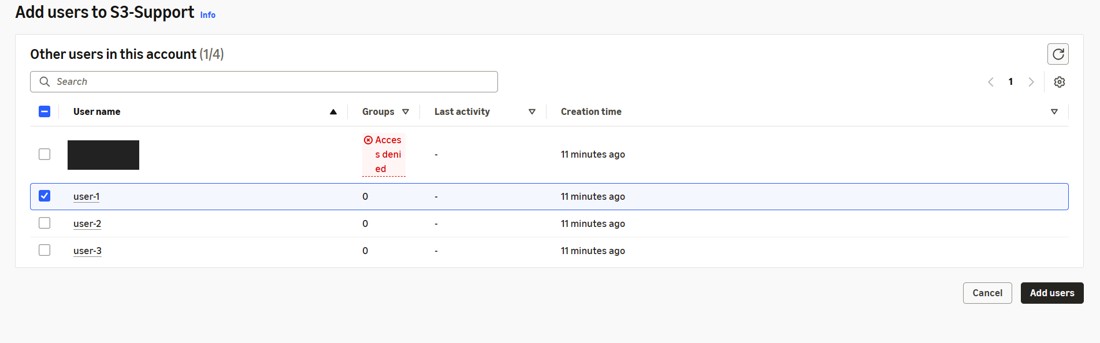 Add users to S3-Support Info
Other users in this account (1/4)
Search
1
User name Groups Last activity Creation time
Acces
s deni
ed
- 11 minutes ago
user-1 0 - 11 minutes ago
user-2 0 - 11 minutes ago
user-3 0 - 11 minutes ago
Cancel Add users